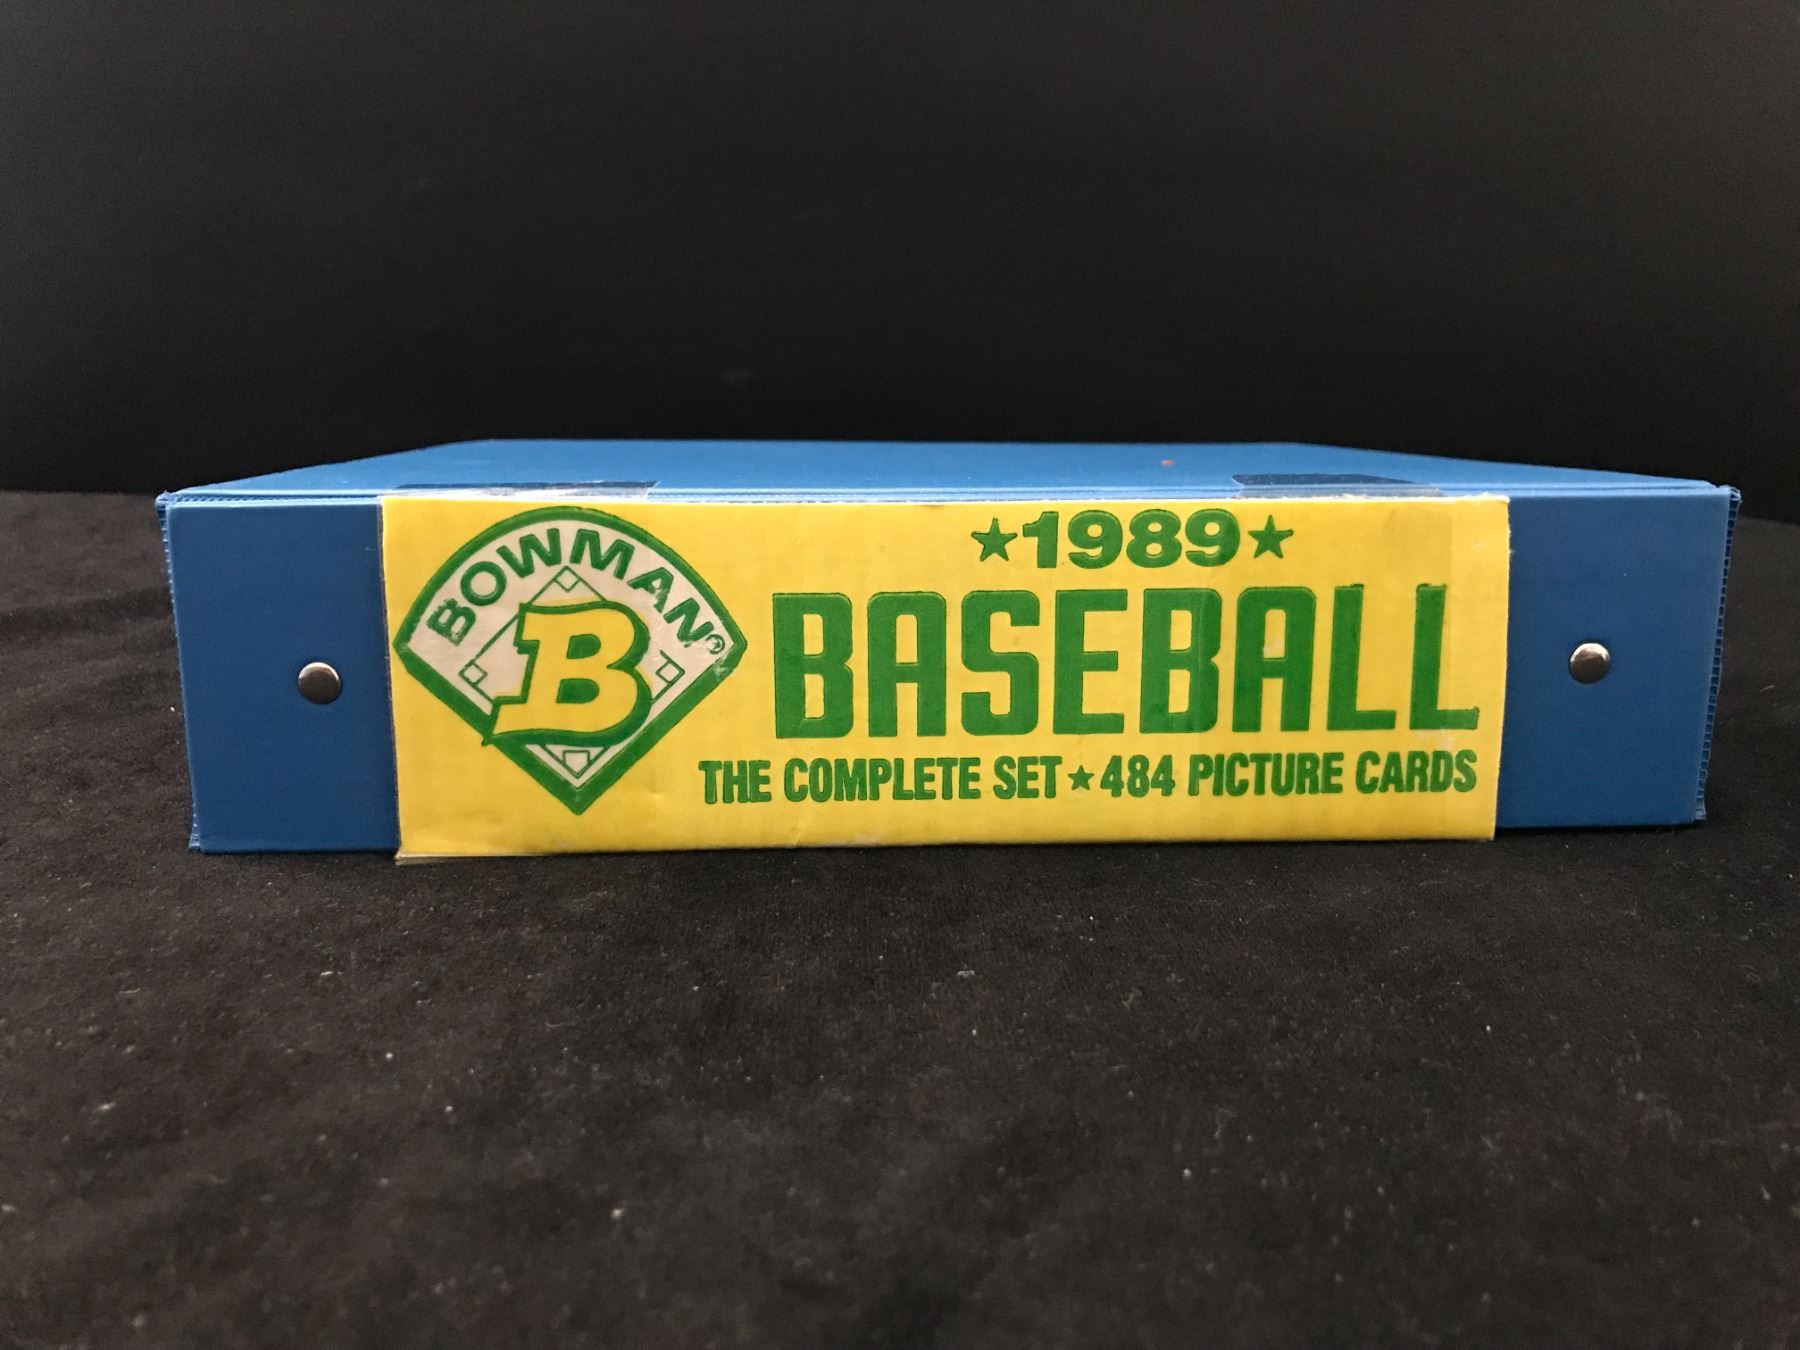 BOWMAN®
B
★1989★
BASEBALL
THE COMPLETE SET ★ 484 PICTURE CARDS